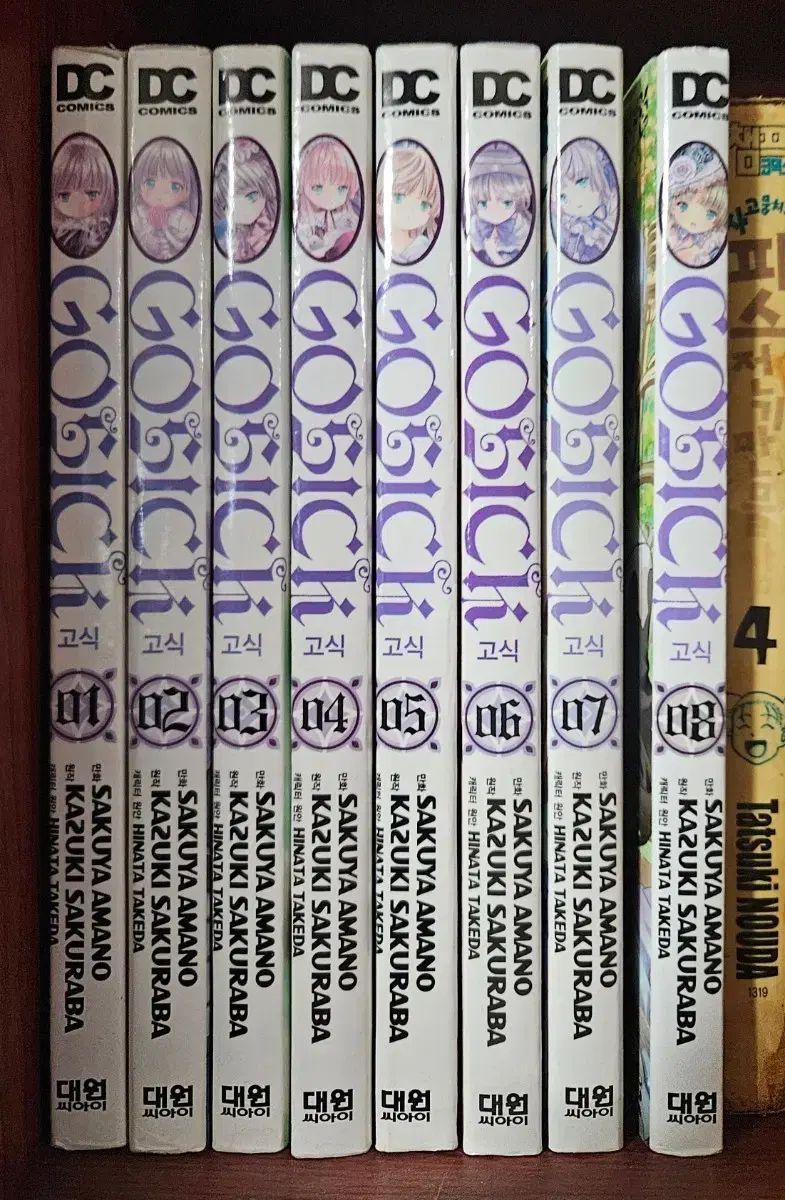 DC
COMICS
GOSICK
고식
01
만화 SAKUYA AMANO
원작 KAZUKI SAKURABA
캐릭터 원안 HINATA TAKEDA
대원
씨아이
DC
COMICS
GOSICK
고식
02
만화 SAKUYA AMANO
원작 KAZUKI SAKURABA
캐릭터 원안 HINATA TAKEDA
대원
씨아이
DC
COMICS
GOSICK
고식
03
만화 SAKUYA AMANO
원작 KAZUKI SAKURABA
캐릭터 원안 HINATA TAKEDA
대원
씨아이
DC
COMICS
GOSICK
고식
04
만화 SAKUYA AMANO
원작 KAZUKI SAKURABA
캐릭터 원안 HINATA TAKEDA
대원
씨아이
DC
COMICS
GOSICK
고식
05
만화 SAKUYA AMANO
원작 KAZUKI SAKURABA
캐릭터 원안 HINATA TAKEDA
대원
씨아이
DC
COMICS
GOSICK
고식
06
만화 SAKUYA AMANO
원작 KAZUKI SAKURABA
캐릭터 원안 HINATA TAKEDA
대원
씨아이
DC
COMICS
GOSICK
고식
07
만화 SAKUYA AMANO
원작 KAZUKI SAKURABA
캐릭터 원안 HINATA TAKEDA
대원
씨아이
DC
COMICS
GOSICK
고식
08
만화 SAKUYA AMANO
원작 KAZUKI SAKURABA
캐릭터 원안 HINATA TAKEDA
대원
씨아이
4
Tatsuki NOUDA
1319